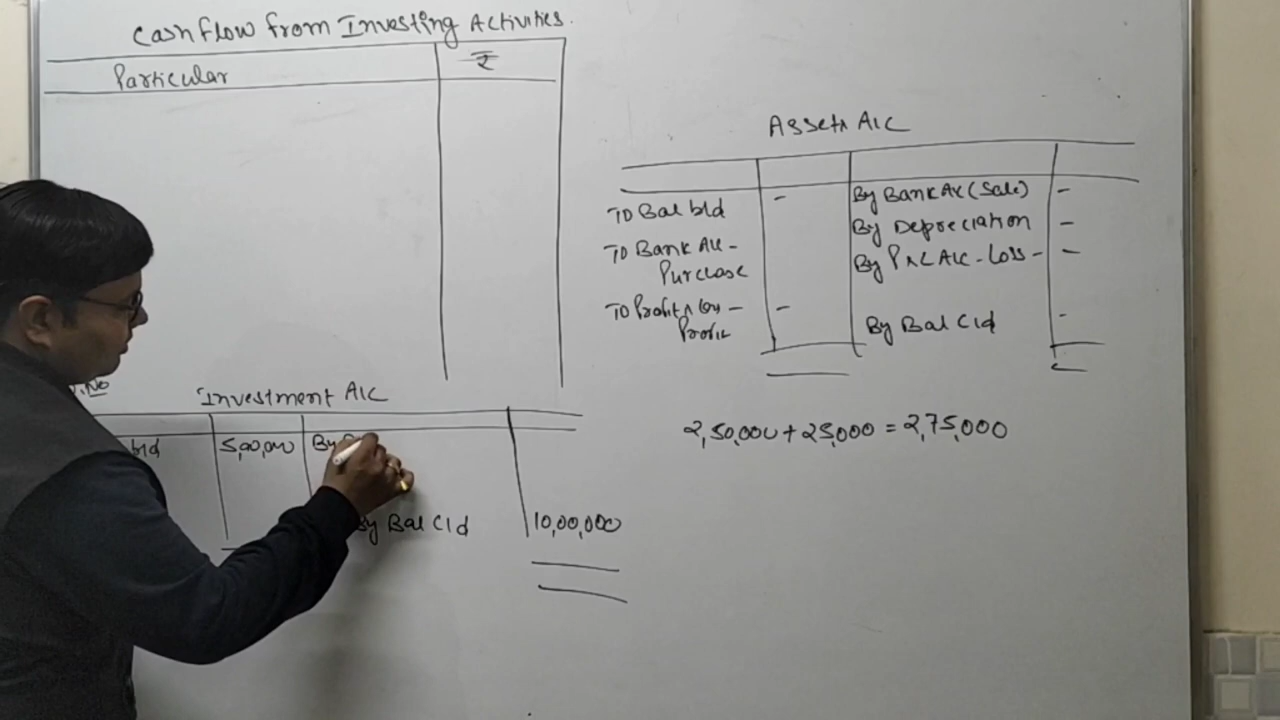 Cash flow from Investing Activities.
Particular ₹
Assets A/C
To Bal b/d - By Bank A/c (Sale) -
By Depreciation -
To Bank A/c - Purchase
By P & L A/c - Loss - -
To Profit & Loss - Profit -
By Bal C/d -
No
Investment A/C
b/d 5,00,000 By
By Bal C/d 10,00,000
2,50,000 + 25,000 = 2,75,000